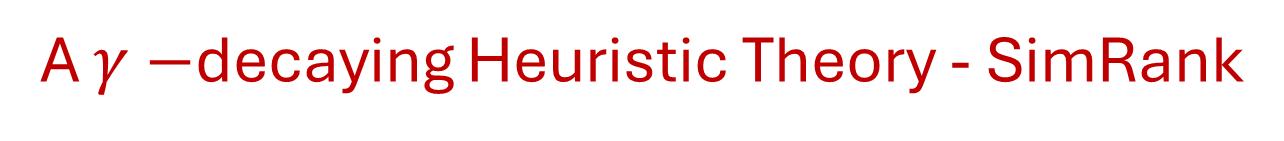 A γ −decaying Heuristic Theory - SimRank